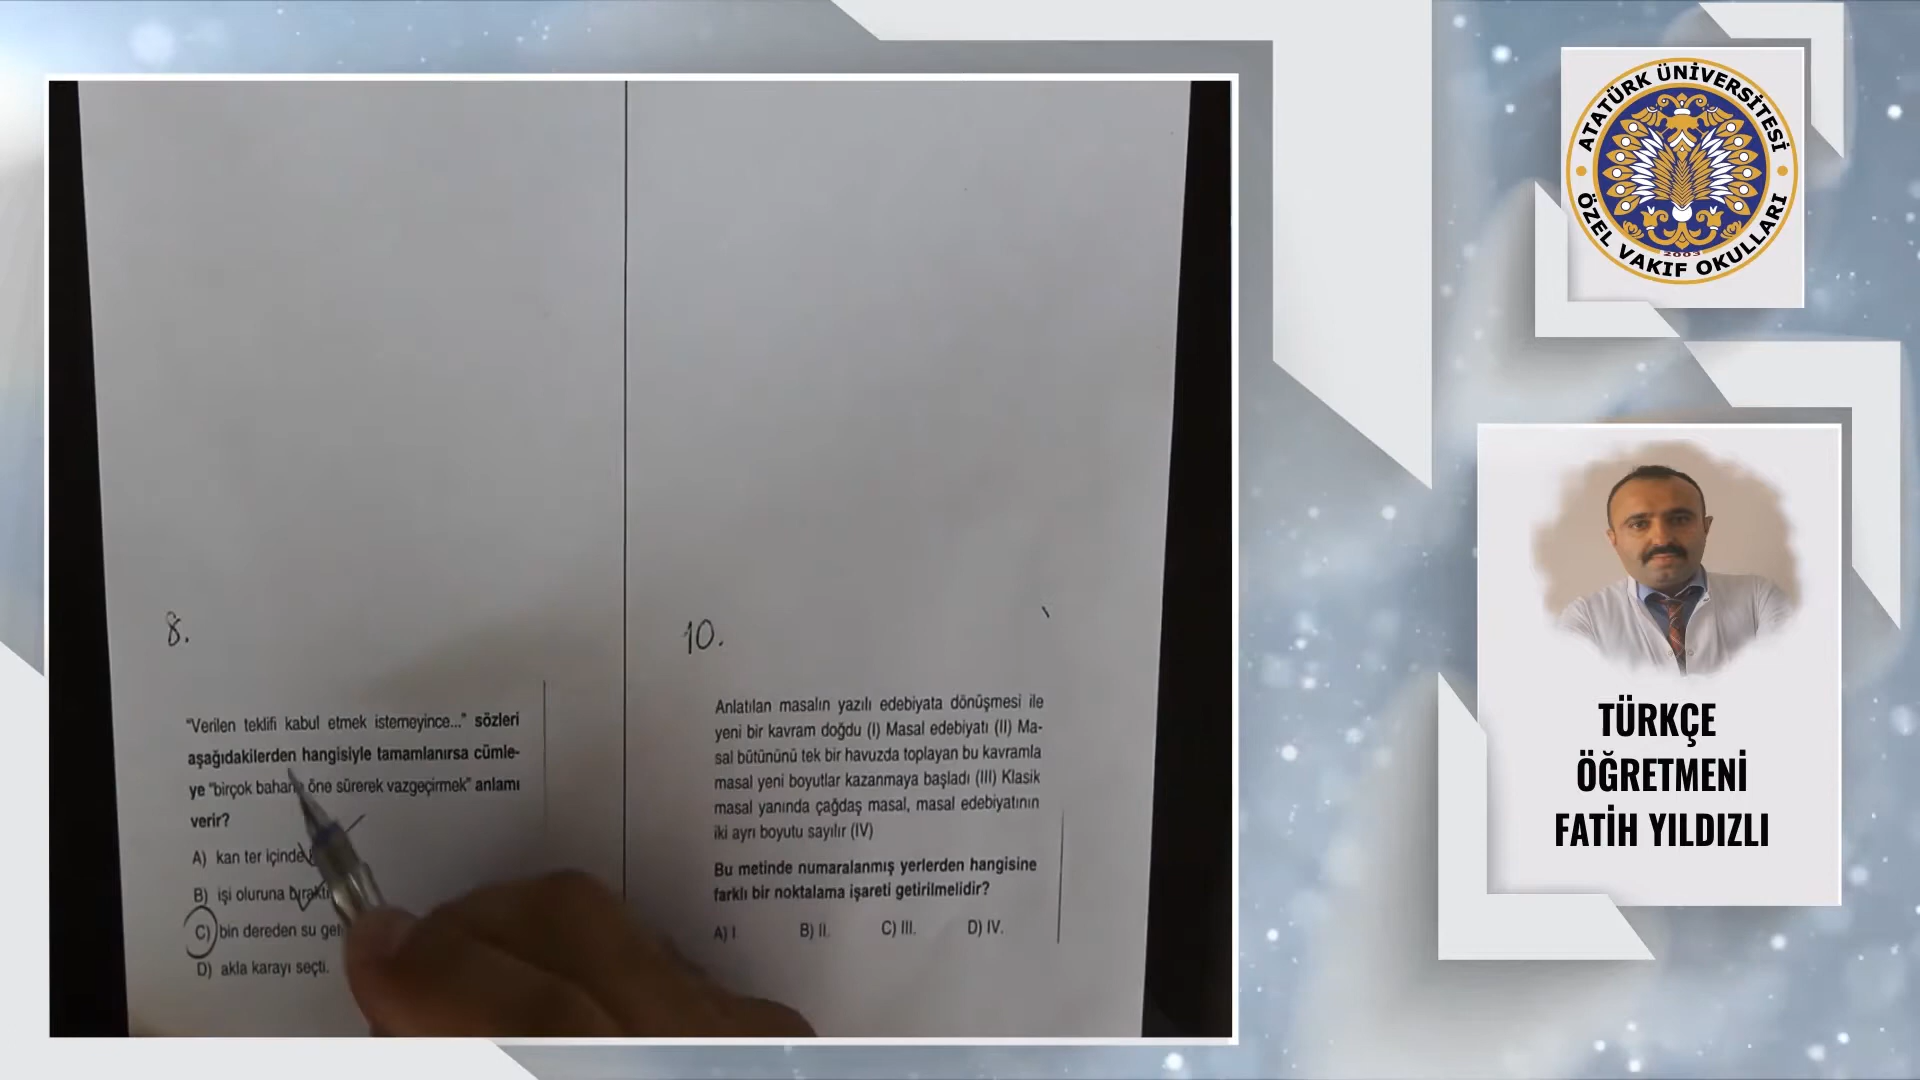 8.
"Verilen teklifi kabul etmek istemeyince..." sözleri
aşağıdakilerden hangisiyle tamamlanırsa cümle-
ye "birçok bahane öne sürerek vazgeçirmek" anlamı
verir?
A) kan ter içinde
B) işi oluruna bıraktı
C) bin dereden su
D) akla karayı seçti.
10.
Anlatılan masalın yazılı edebiyata dönüşmesi ile
yeni bir kavram doğdu (I) Masal edebiyatı (II) Ma-
sal bütününü tek bir havuzda toplayan bu kavramla
masal yeni boyutlar kazanmaya başladı (III) Klasik
masal yanında çağdaş masal, masal edebiyatının
iki ayrı boyutu sayılır (IV)
Bu metinde numaralanmış yerlerden hangisine
farklı bir noktalama işareti getirilmelidir?
A) I B) II. C) III. D) IV.
ATATÜRK ÜNİVERSİTESİ
ÖZEL VAKIF OKULLARI
2003
TÜRKÇE
ÖĞRETMENİ
FATİH YILDIZLI